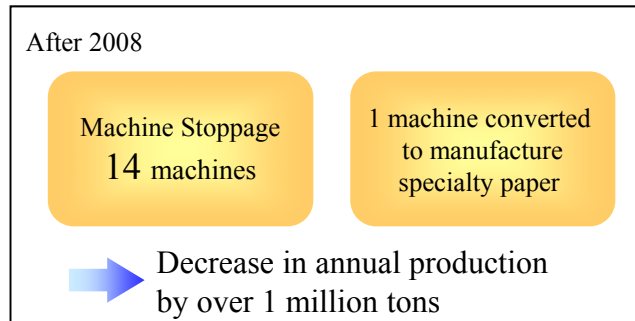 After 2008
Machine Stoppage
14 machines
1 machine converted
to manufacture
specialty paper
Decrease in annual production
by over 1 million tons